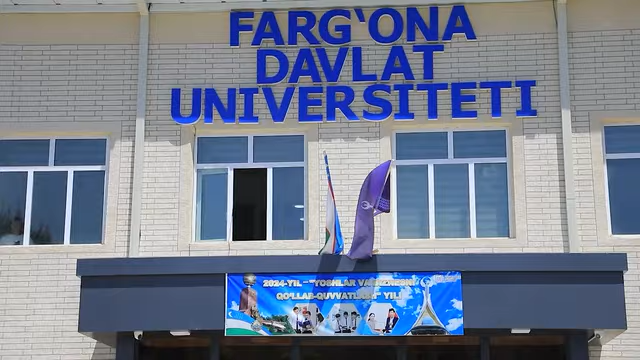 FARG‘ONA
DAVLAT
UNIVERSITETI
2024-YIL - "YOSHLAR VA BIZNESNI
QO‘LLAB-QUVVATLASH" YILI